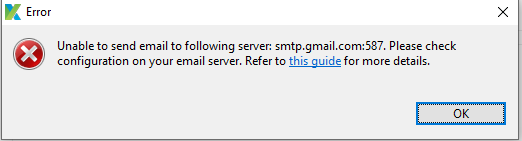 Error
Unable to send email to following server: smtp.gmail.com:587. Please check
configuration on your email server. Refer to this guide for more details.
OK